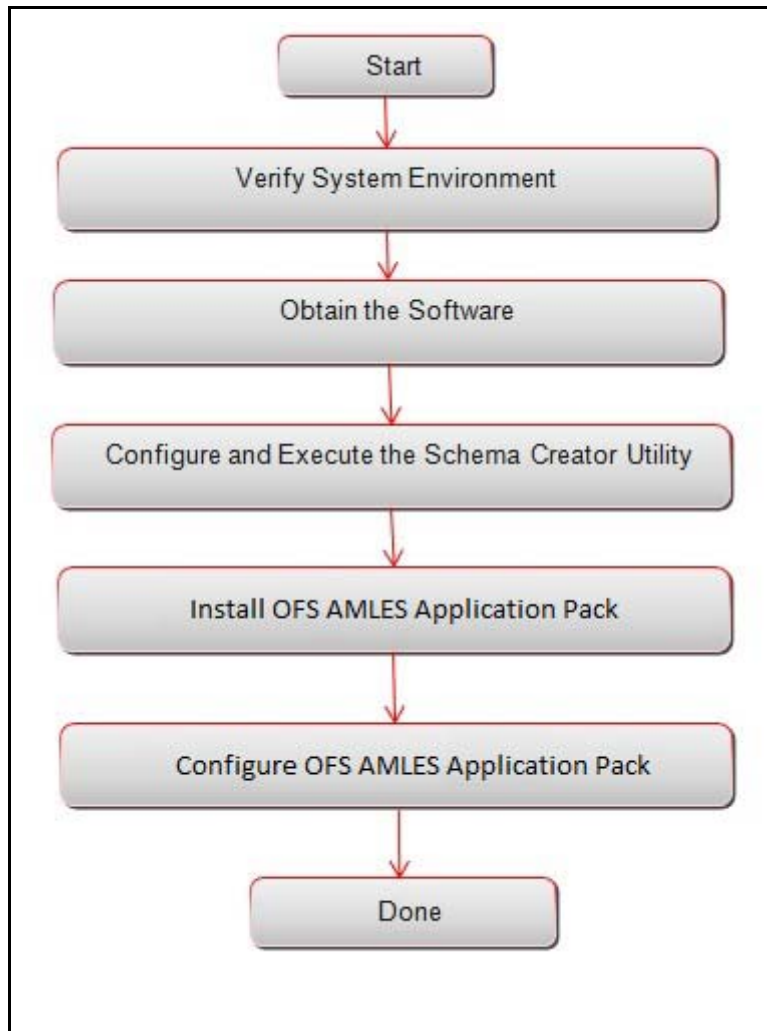 Start
Verify System Environment
Obtain the Software
Configure and Execute the Schema Creator Utility
Install OFS AMLES Application Pack
Configure OFS AMLES Application Pack
Done